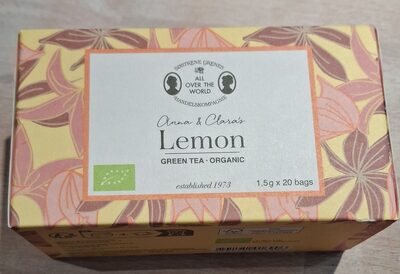 SØSTRENE GRENES
ALL
OVER THE
WORLD
HANDELSKOMPAGNIE
Anna & Clara's
Lemon
GREEN TEA · ORGANIC
established 1973
1.5g x 20 bags